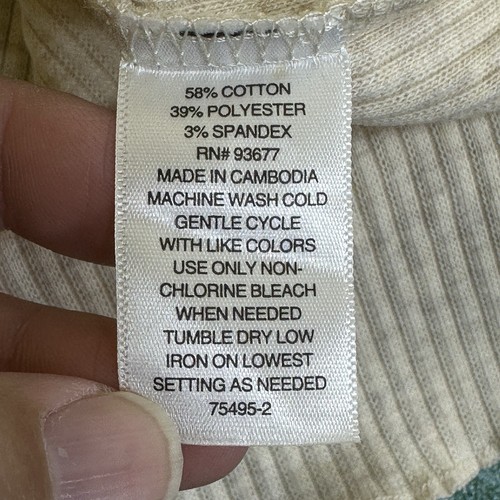 58% COTTON
39% POLYESTER
3% SPANDEX
RN# 93677
MADE IN CAMBODIA
MACHINE WASH COLD
GENTLE CYCLE
WITH LIKE COLORS
USE ONLY NON-
CHLORINE BLEACH
WHEN NEEDED
TUMBLE DRY LOW
IRON ON LOWEST
SETTING AS NEEDED
75495-2